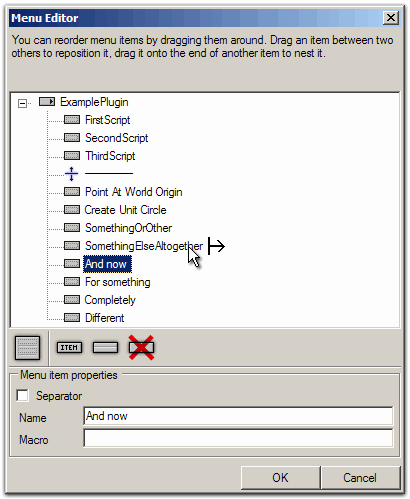 Menu Editor
You can reorder menu items by dragging them around. Drag an item between two
others to reposition it, drag it onto the end of another item to nest it.
ExamplePlugin
FirstScript
SecondScript
ThirdScript
Point At World Origin
Create Unit Circle
SomethingOrOther
SomethingElseAltogether
And now
For something
Completely
Different
ITEM
Menu item properties
Separator
Name And now
Macro
OK Cancel